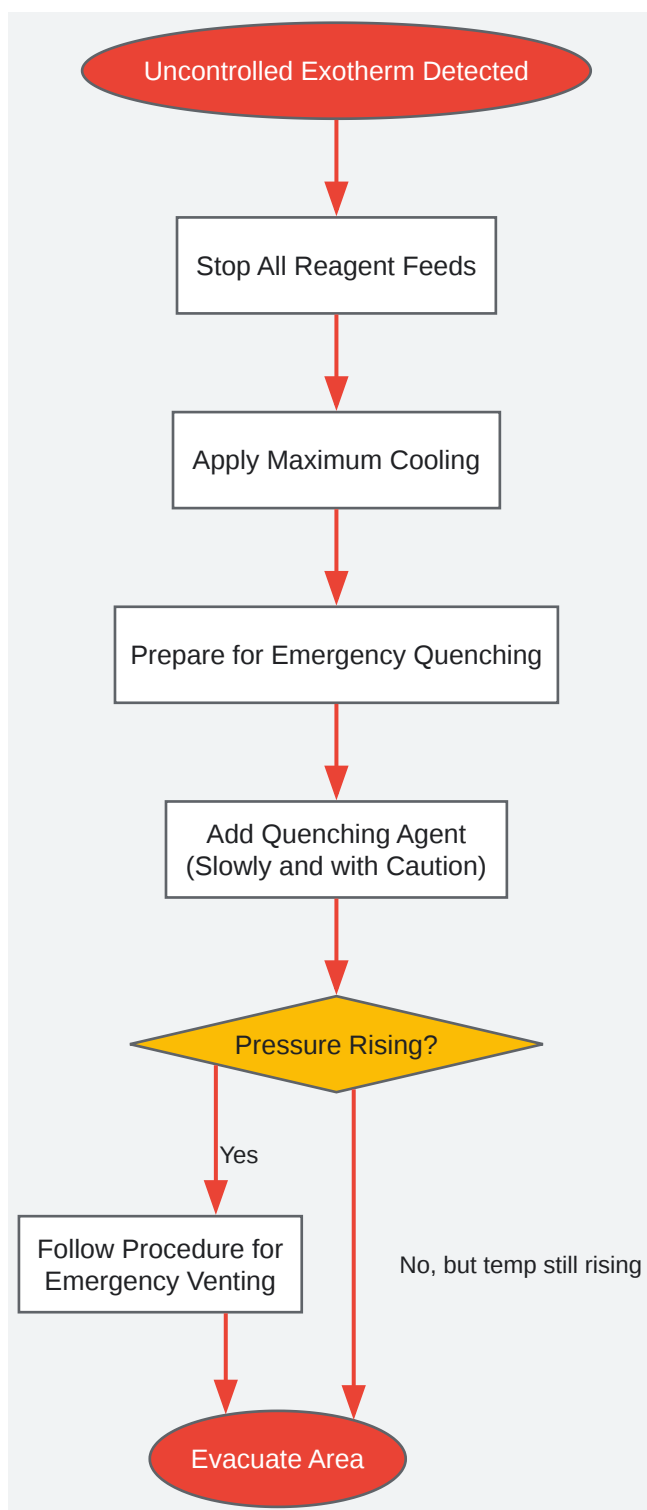 Uncontrolled Exotherm Detected
Stop All Reagent Feeds
Apply Maximum Cooling
Prepare for Emergency Quenching
Add Quenching Agent
(Slowly and with Caution)
Pressure Rising?
Yes
Follow Procedure for
Emergency Venting
No, but temp still rising
Evacuate Area